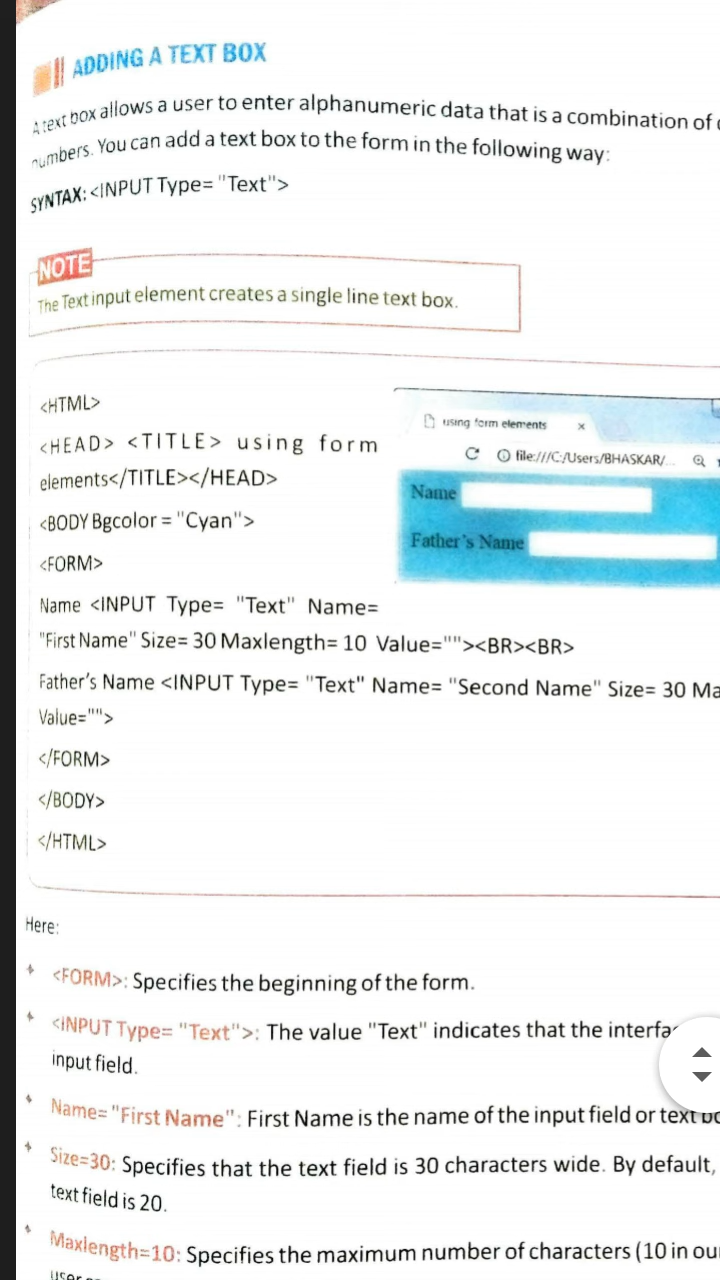 ADDING A TEXT BOX
A text box allows a user to enter alphanumeric data that is a combination of
numbers. You can add a text box to the form in the following way:
SYNTAX: <INPUT Type= "Text">
NOTE
The Text input element creates a single line text box.
<HTML>
<HEAD> <TITLE> using form
elements</TITLE></HEAD>
<BODY Bgcolor = "Cyan">
<FORM>
Name <INPUT Type= "Text" Name=
"First Name" Size= 30 Maxlength= 10 Value=""><BR><BR>
Father's Name <INPUT Type= "Text" Name= "Second Name" Size= 30 Ma
Value="">
</FORM>
</BODY>
</HTML>
using form elements ×
file:///C:/Users/BHASKAR/...
Name
Father's Name
Here:
<FORM>: Specifies the beginning of the form.
<INPUT Type= "Text">: The value "Text" indicates that the
input field.
Name= "First Name": First Name is the name of the input field or text
Size=30: Specifies that the text field is 30 characters wide. By default,
text field is 20.
Maxlength=10: Specifies the maximum number of characters (10 in our